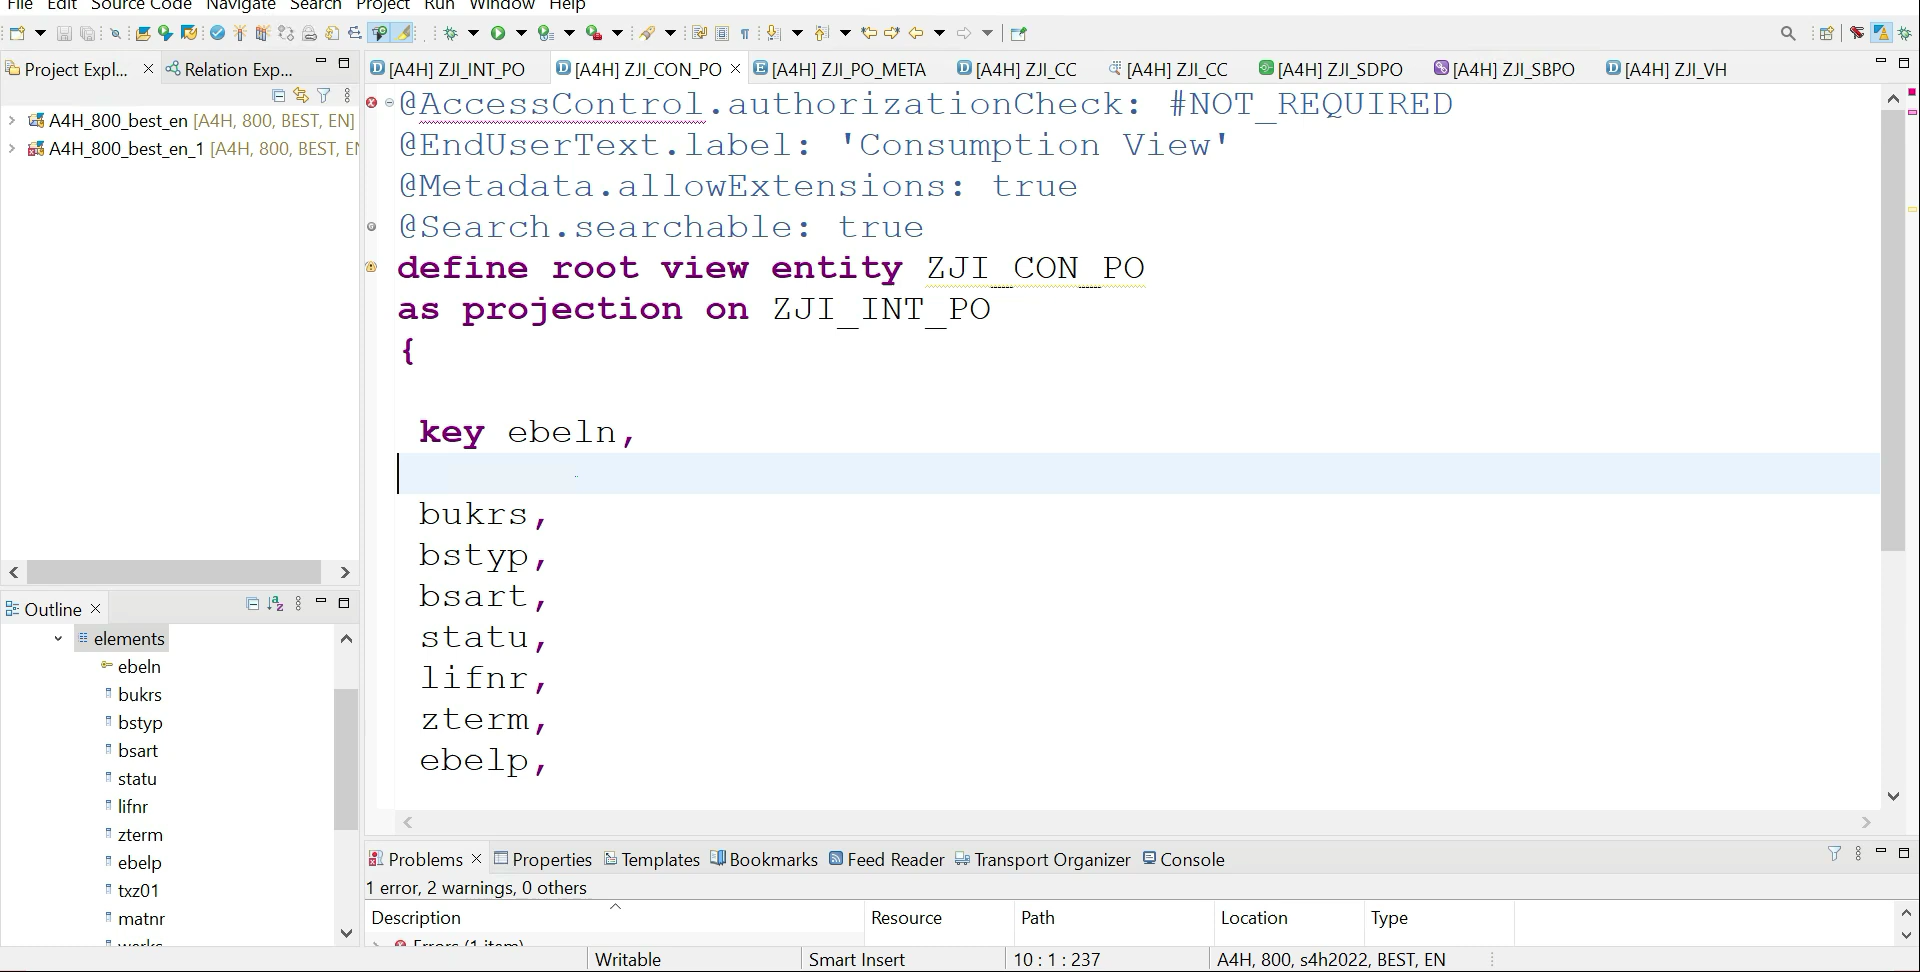 File Edit Source Code Navigate Search Project Run Window Help
Project Expl... Relation Exp...
[A4H] ZJI_INT_PO [A4H] ZJI_CON_PO [A4H] ZJI_PO_META [A4H] ZJI_CC [A4H] ZJI_CC [A4H] ZJI_SDPO [A4H] ZJI_SBPO [A4H] ZJI_VH
A4H_800_best_en [A4H, 800, BEST, EN]
A4H_800_best_en_1 [A4H, 800, BEST, EN
@AccessControl.authorizationCheck: #NOT_REQUIRED
@EndUserText.label: 'Consumption View'
@Metadata.allowExtensions: true
@Search.searchable: true
define root view entity ZJI_CON_PO
as projection on ZJI_INT_PO
{
key ebeln,
bukrs,
bstyp,
bsart,
statu,
lifnr,
zterm,
ebelp,
Outline
elements
ebeln
bukrs
bstyp
bsart
statu
lifnr
zterm
ebelp
txz01
matnr
werks
Problems Properties Templates Bookmarks Feed Reader Transport Organizer Console
1 error, 2 warnings, 0 others
Description Resource Path Location Type
Errors (1 item)
Writable Smart Insert 10 : 1 : 237 A4H, 800, s4h2022, BEST, EN